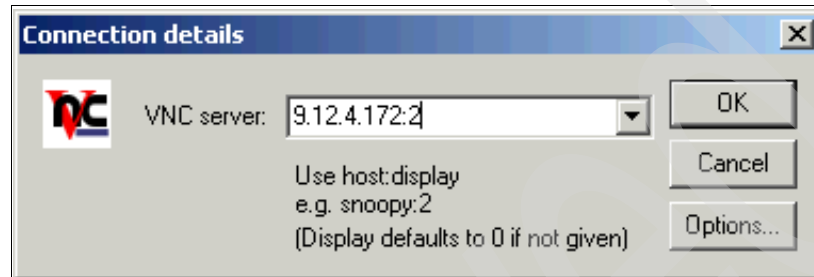 Connection details
VNC server: 9.12.4.172:2
OK
Use host:display
Cancel
e.g. snoopy:2
(Display defaults to 0 if not given)
Options...